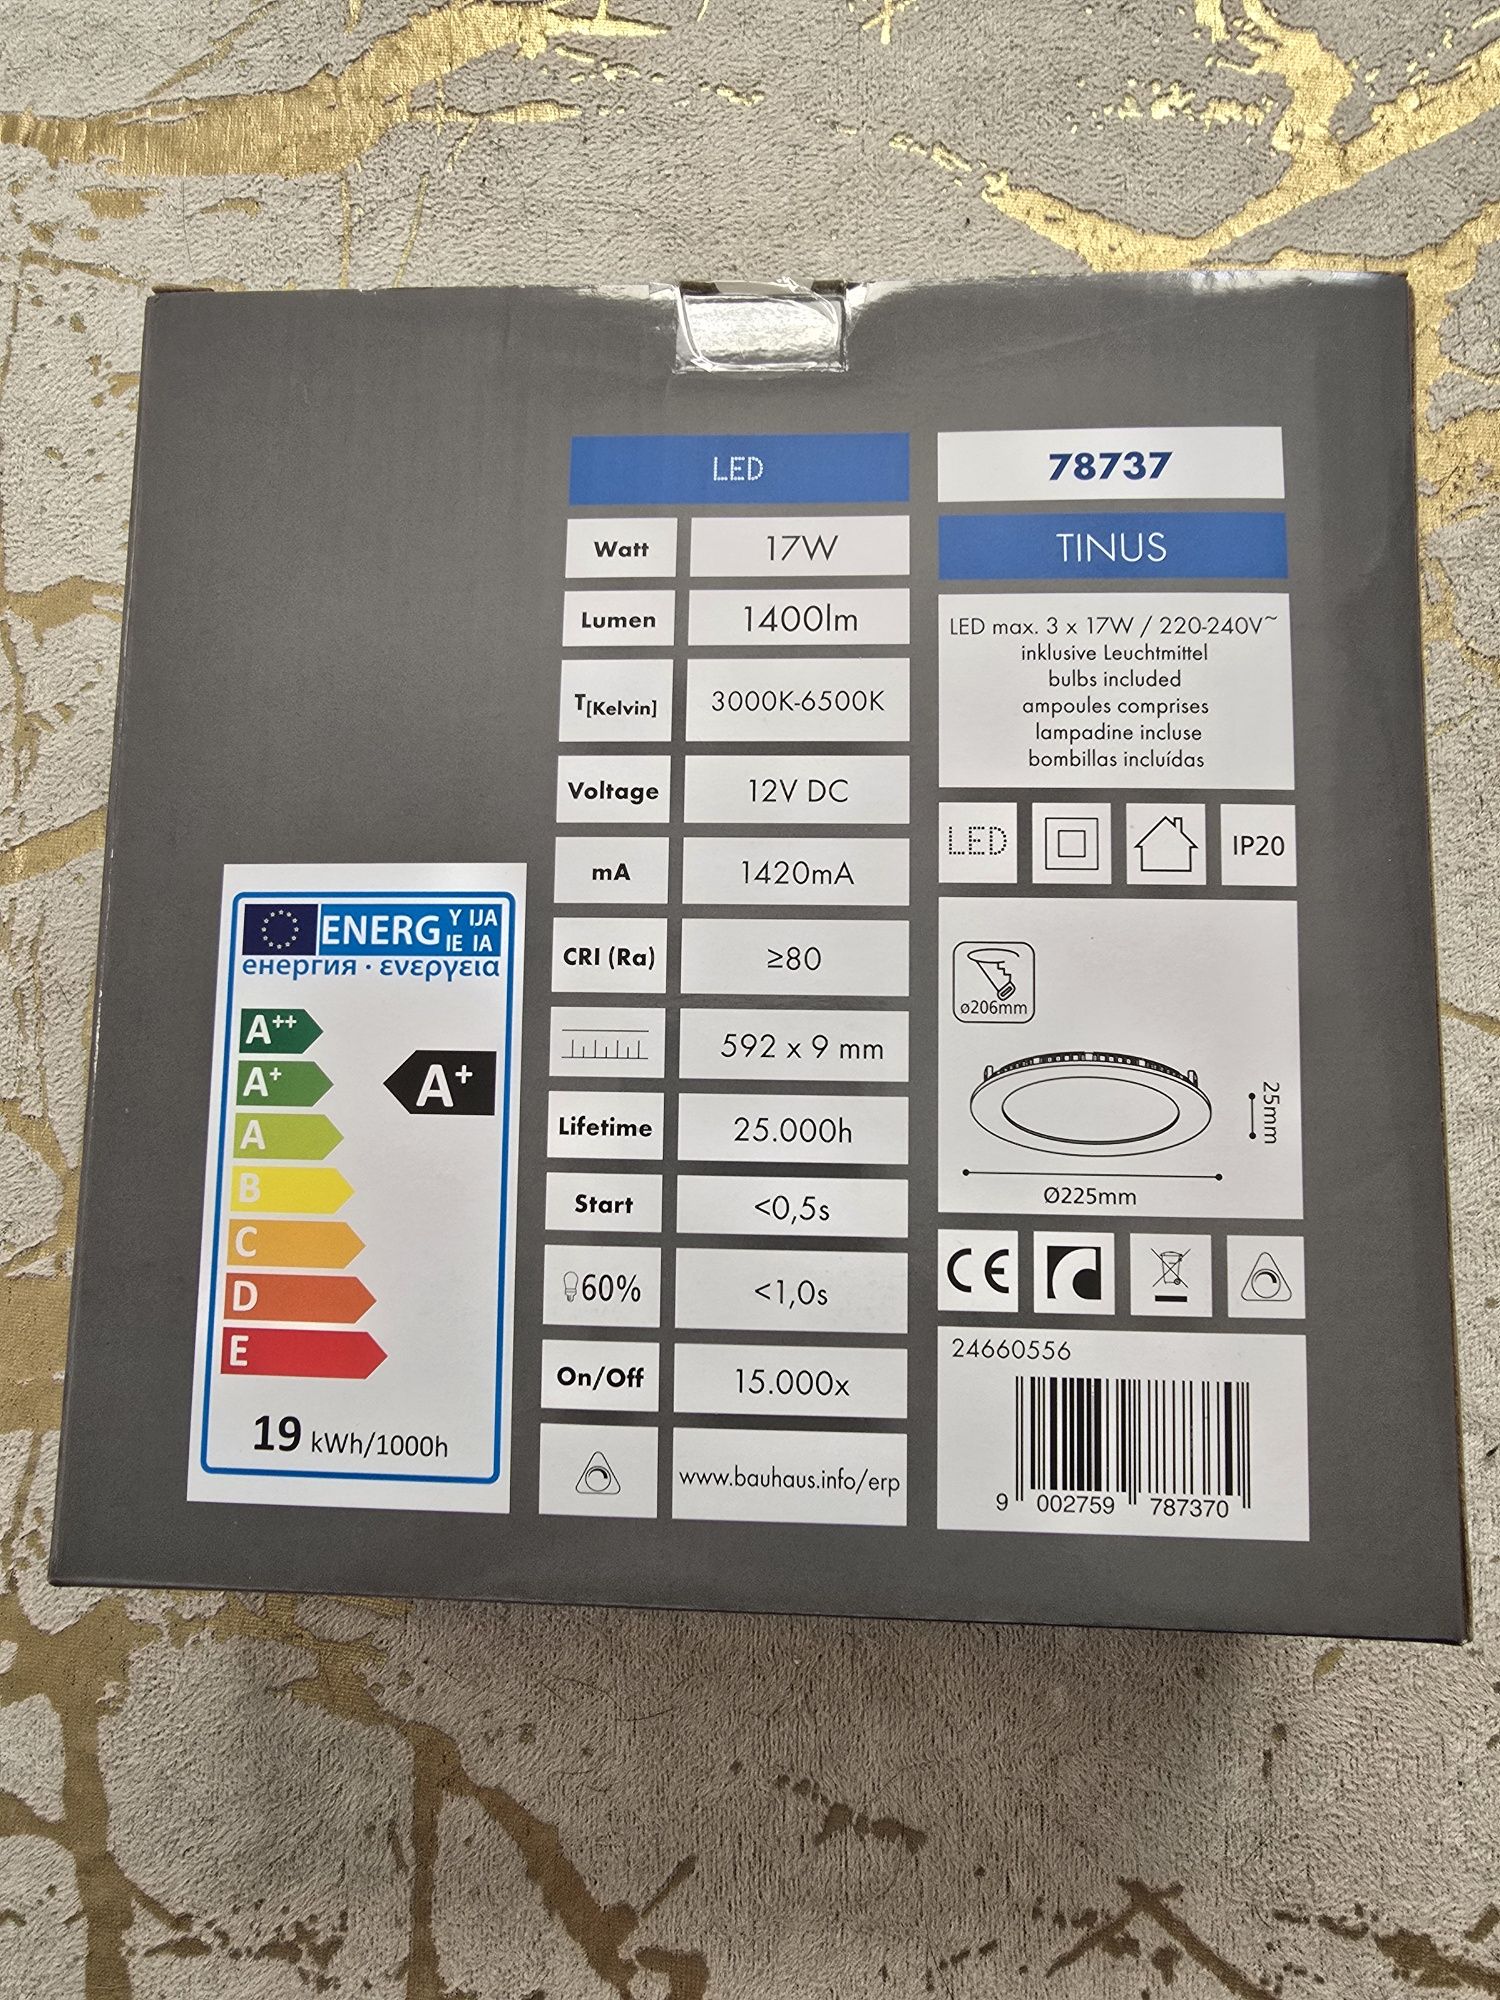 LED
Watt 17W
Lumen 1400lm
T[Kelvin] 3000K-6500K
Voltage 12V DC
mA 1420mA
CRI (Ra) ≥80
592 x 9 mm
Lifetime 25.000h
Start <0,5s
60% <1,0s
On/Off 15.000x
www.bauhaus.info/erp
78737
TINUS
LED max. 3 x 17W / 220-240V~
inklusive Leuchtmittel
bulbs included
ampoules comprises
lampadine incluse
bombillas incluídas
LED IP20
ø206mm
25mm
Ø225mm
CE
24660556
9 002759 787370
ENERG Y IJA
IE IA
енергия · ενεργεια
A++
A+
A+
A
B
C
D
E
19 kWh/1000h